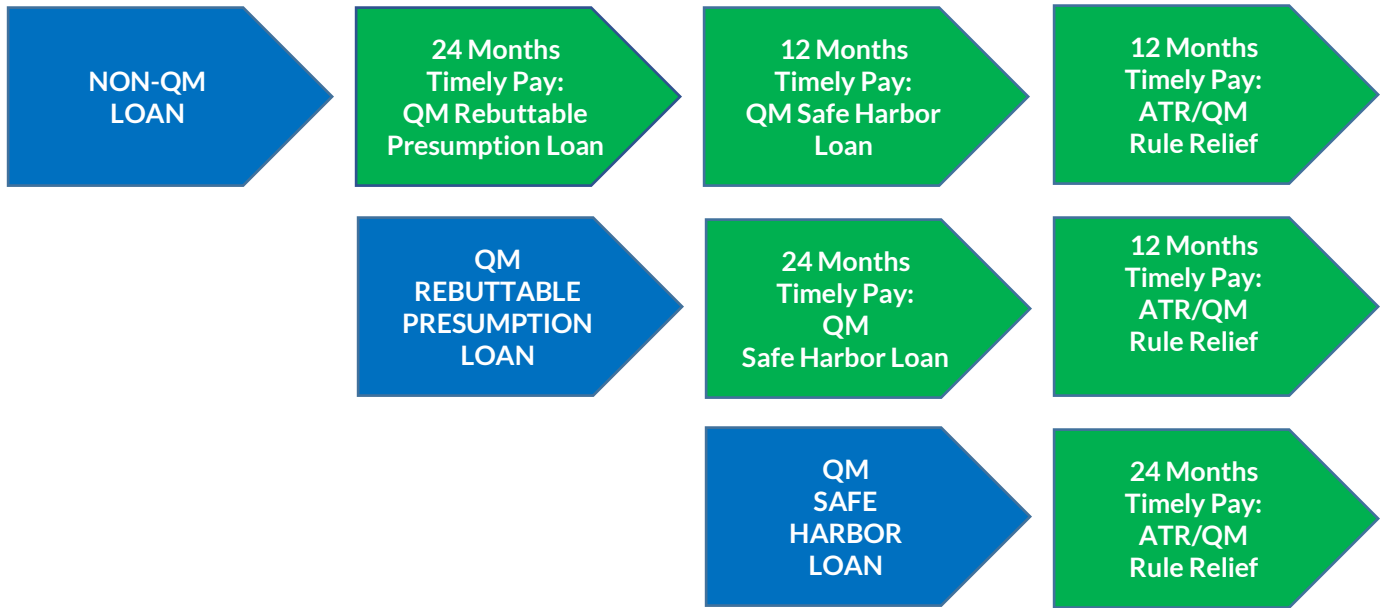 NON-QM
LOAN
24 Months
Timely Pay:
QM Rebuttable
Presumption Loan
12 Months
Timely Pay:
QM Safe Harbor
Loan
12 Months
Timely Pay:
ATR/QM
Rule Relief
QM
REBUTTABLE
PRESUMPTION
LOAN
24 Months
Timely Pay:
QM
Safe Harbor Loan
12 Months
Timely Pay:
ATR/QM
Rule Relief
QM
SAFE
HARBOR
LOAN
24 Months
Timely Pay:
ATR/QM
Rule Relief